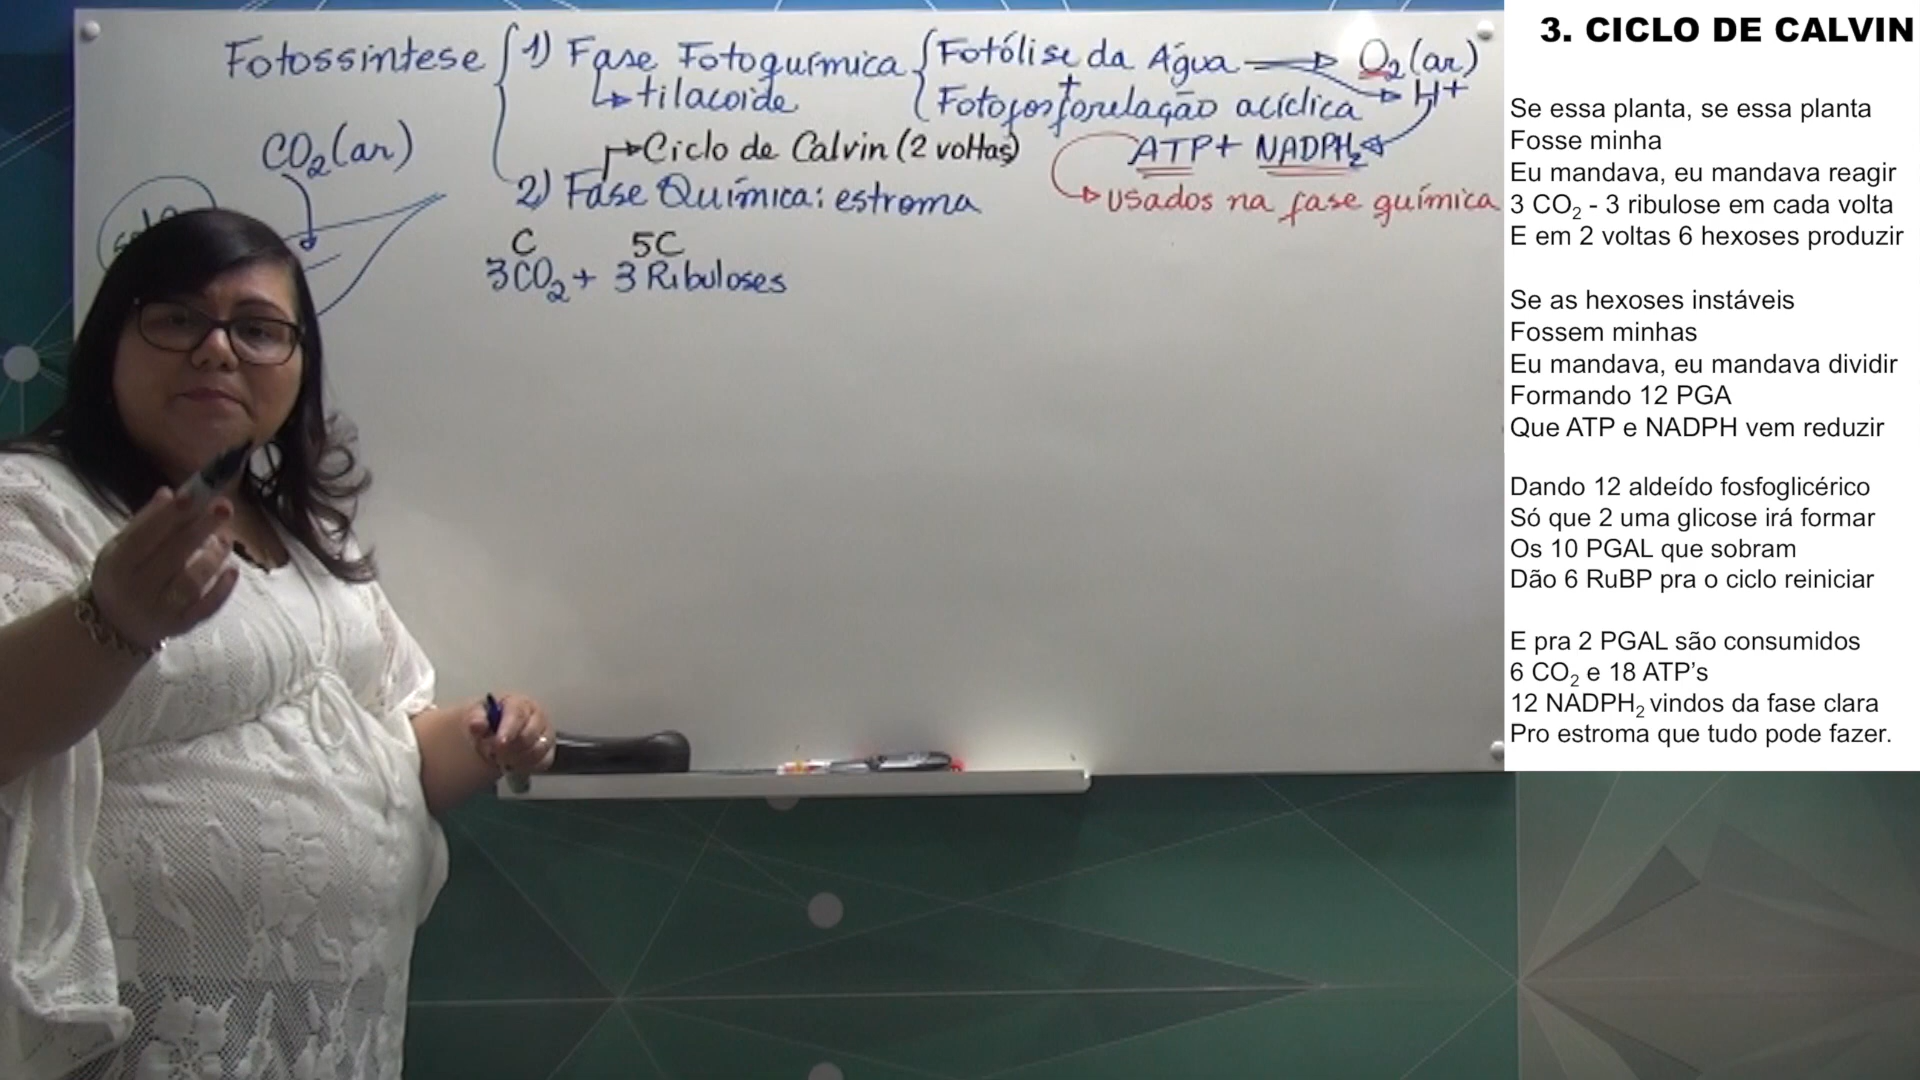 Fotossíntese
1) Fase Fotoquímica
tilacoide
Fotólise da Água
O₂(ar)
+
H+
Fotofosforelação acíclica
ATP + NADPH₂
usados na fase química
Ciclo de Calvin (2 voltas)
2) Fase Química: estroma
CO₂(ar)
C 5C
3CO₂ + 3 Ribuloses
3. CICLO DE CALVIN
Se essa planta, se essa planta
Fosse minha
Eu mandava, eu mandava reagir
3 CO₂ - 3 ribulose em cada volta
E em 2 voltas 6 hexoses produzir
Se as hexoses instáveis
Fossem minhas
Eu mandava, eu mandava dividir
Formando 12 PGA
Que ATP e NADPH vem reduzir
Dando 12 aldeído fosfoglicérico
Só que 2 uma glicose irá formar
Os 10 PGAL que sobram
Dão 6 RuBP pra o ciclo reiniciar
E pra 2 PGAL são consumidos
6 CO₂ e 18 ATP’s
12 NADPH₂ vindos da fase clara
Pro estroma que tudo pode fazer.